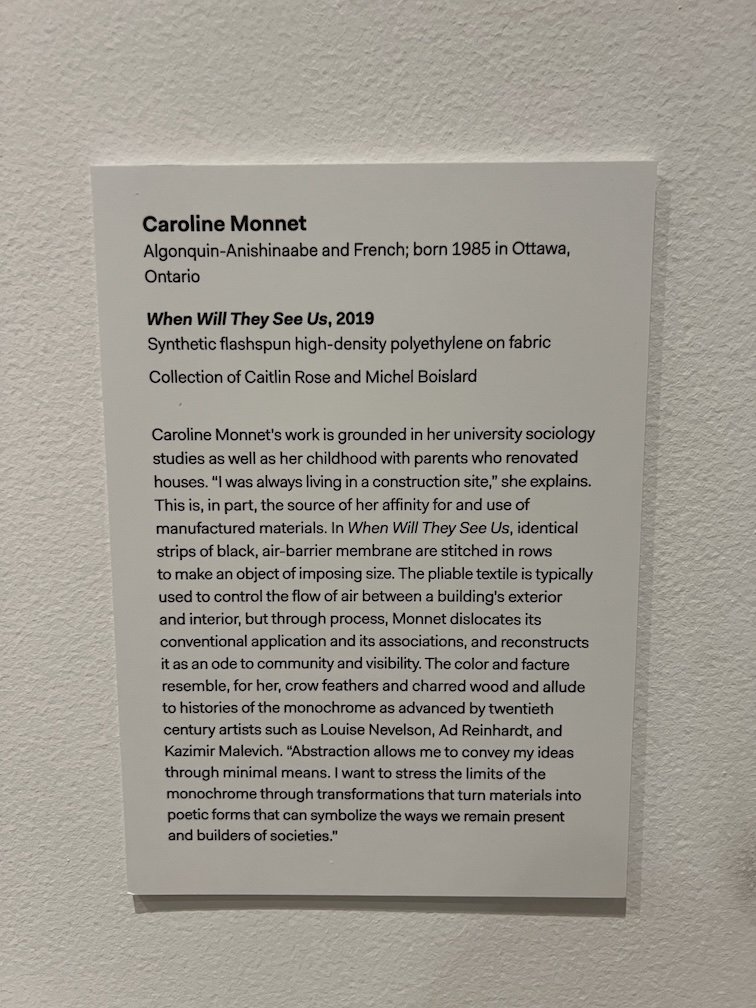 Caroline Monnet
Algonquin-Anishinaabe and French; born 1985 in Ottawa,
Ontario
When Will They See Us, 2019
Synthetic flashspun high-density polyethylene on fabric
Collection of Caitlin Rose and Michel Boislard
Caroline Monnet's work is grounded in her university sociology
studies as well as her childhood with parents who renovated
houses. “I was always living in a construction site,” she explains.
This is, in part, the source of her affinity for and use of
manufactured materials. In When Will They See Us, identical
strips of black, air-barrier membrane are stitched in rows
to make an object of imposing size. The pliable textile is typically
used to control the flow of air between a building's exterior
and interior, but through process, Monnet dislocates its
conventional application and its associations, and reconstructs
it as an ode to community and visibility. The color and facture
resemble, for her, crow feathers and charred wood and allude
to histories of the monochrome as advanced by twentieth
century artists such as Louise Nevelson, Ad Reinhardt, and
Kazimir Malevich. “Abstraction allows me to convey my ideas
through minimal means. I want to stress the limits of the
monochrome through transformations that turn materials into
poetic forms that can symbolize the ways we remain present
and builders of societies.”